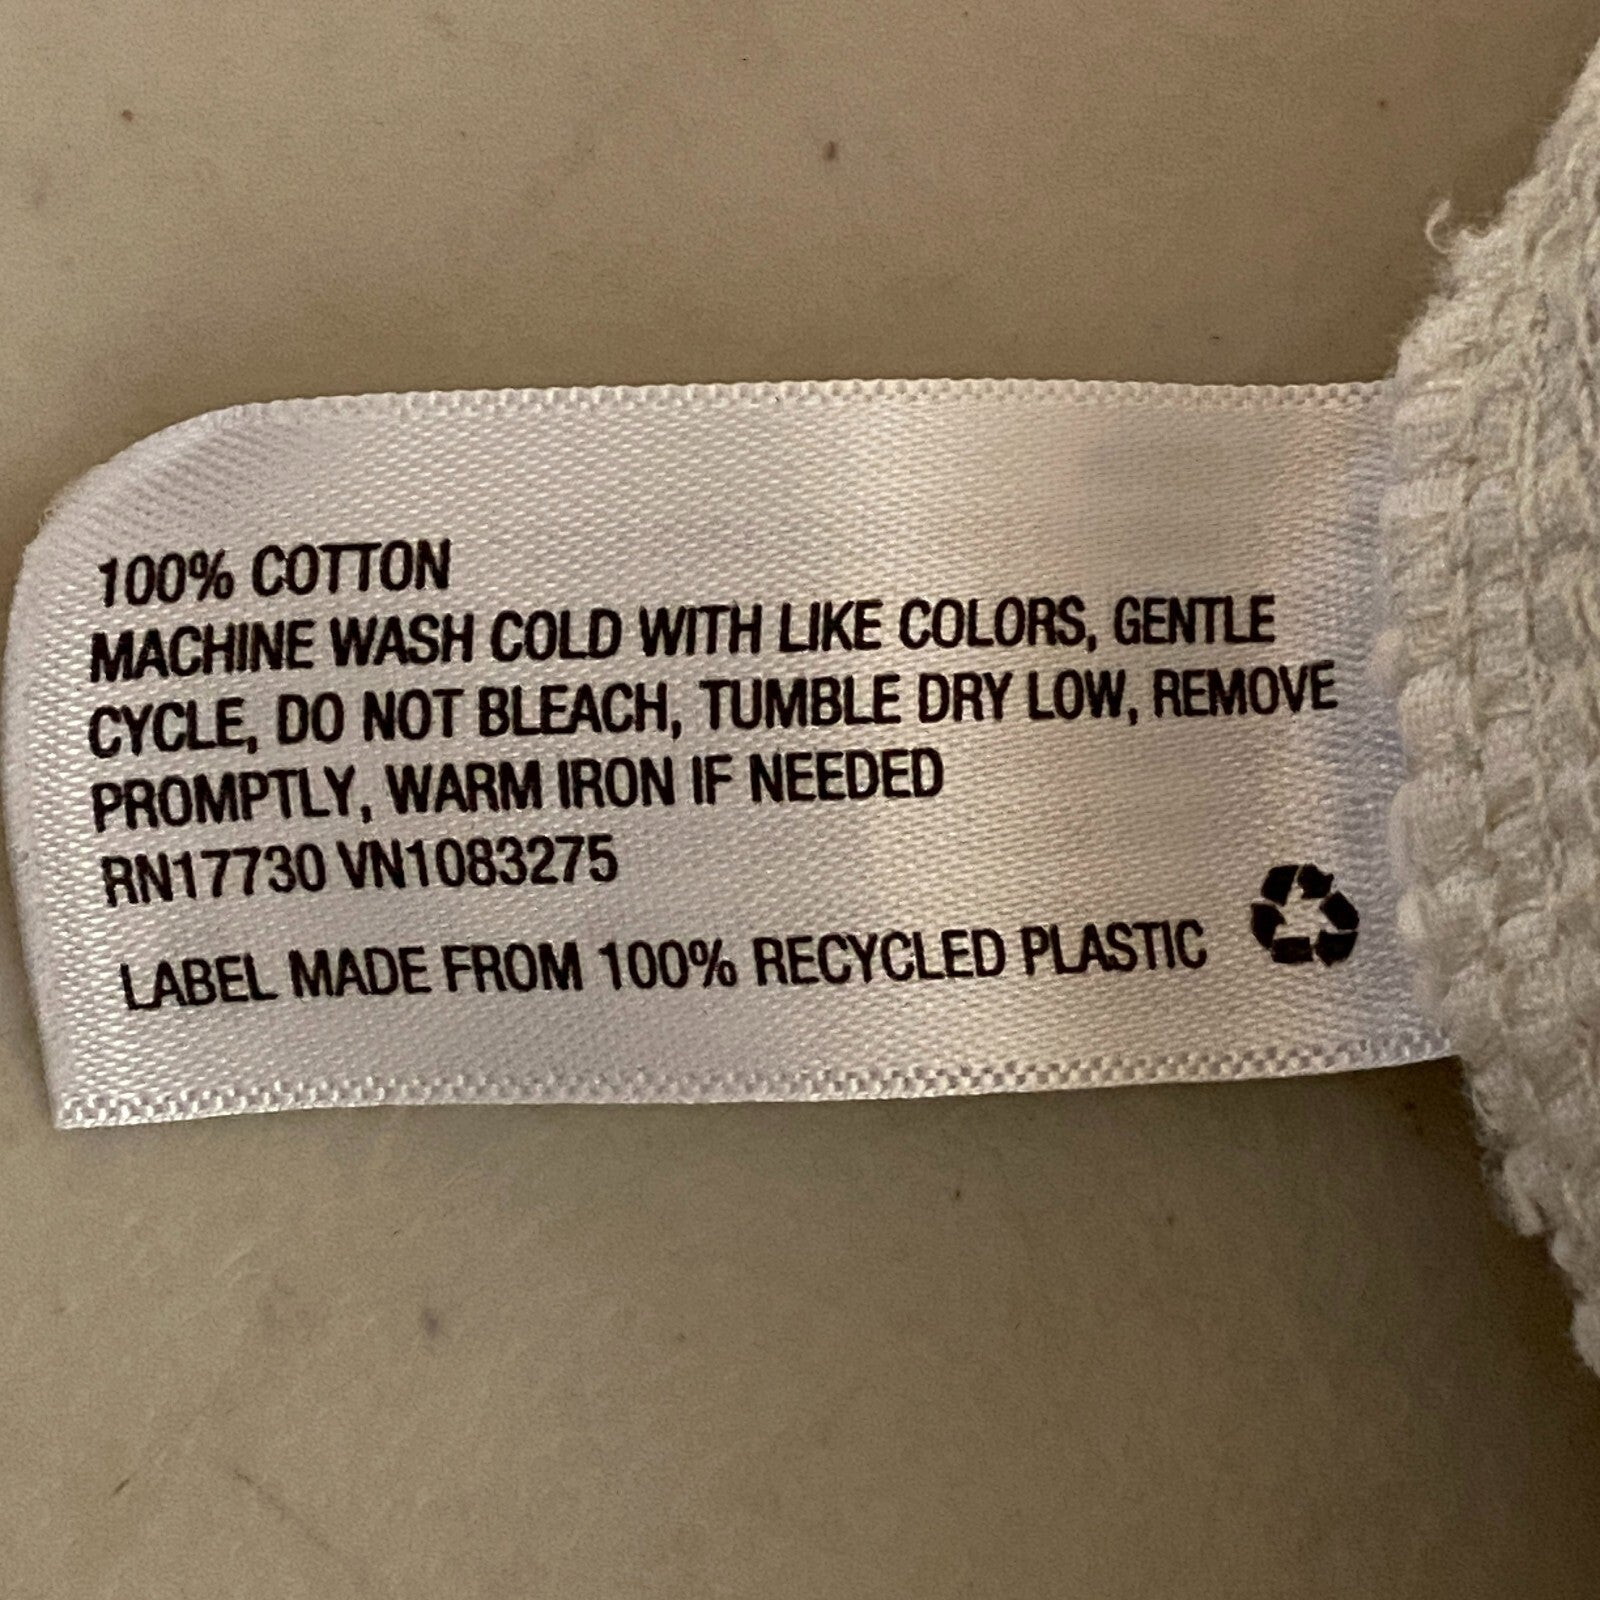 100% COTTON
MACHINE WASH COLD WITH LIKE COLORS, GENTLE
CYCLE, DO NOT BLEACH, TUMBLE DRY LOW, REMOVE
PROMPTLY, WARM IRON IF NEEDED
RN17730 VN1083275
LABEL MADE FROM 100% RECYCLED PLASTIC